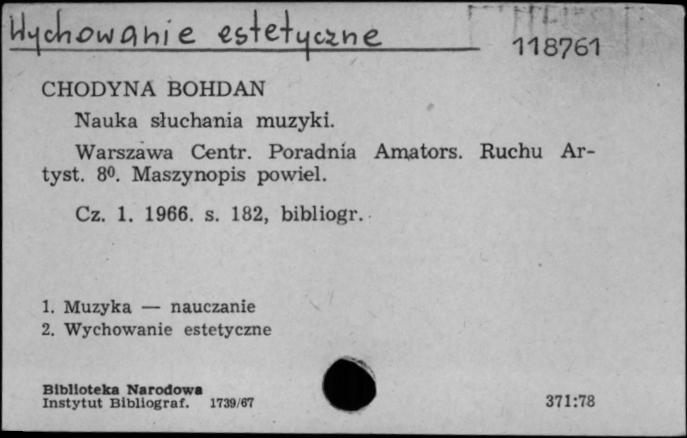 Wychowanie estetyczne
118761
CHODYNA BOHDAN
Nauka słuchania muzyki.
Warszawa Centr. Poradnia Amators. Ruchu Ar-
tyst. 8⁰. Maszynopis powiel.
Cz. 1. 1966. s. 182, bibliogr.
1. Muzyka — nauczanie
2. Wychowanie estetyczne
Biblioteka Narodowa
Instytut Bibliograf. 1739/67
371:78